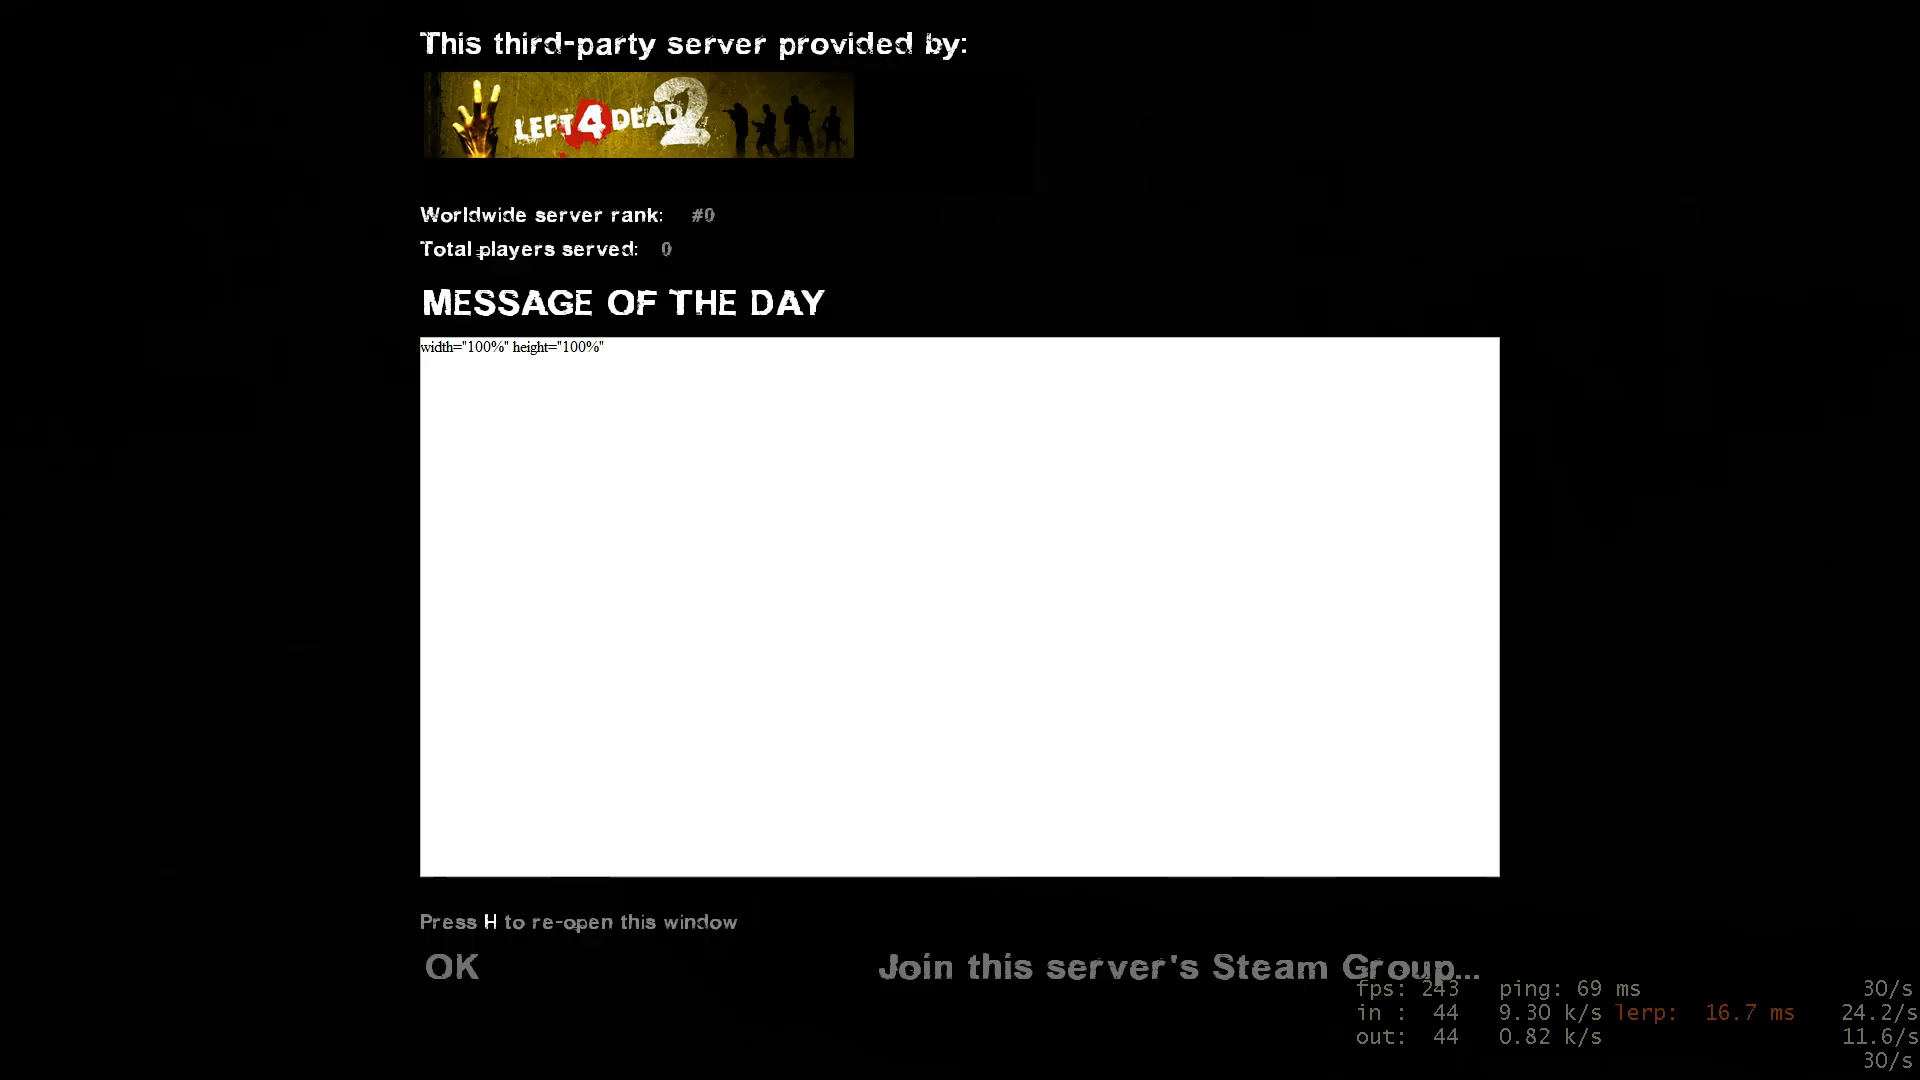 This third-party server provided by:
LEFT 4 DEAD 2
Worldwide server rank: #0
Total players served: 0
MESSAGE OF THE DAY
width="100%" height="100%"
Press H to re-open this window
OK
Join this server's Steam Group...
fps: 243 ping: 69 ms 30/s
in : 44 9.30 k/s lerp: 16.7 ms 24.2/s
out: 44 0.82 k/s 11.6/s
30/s